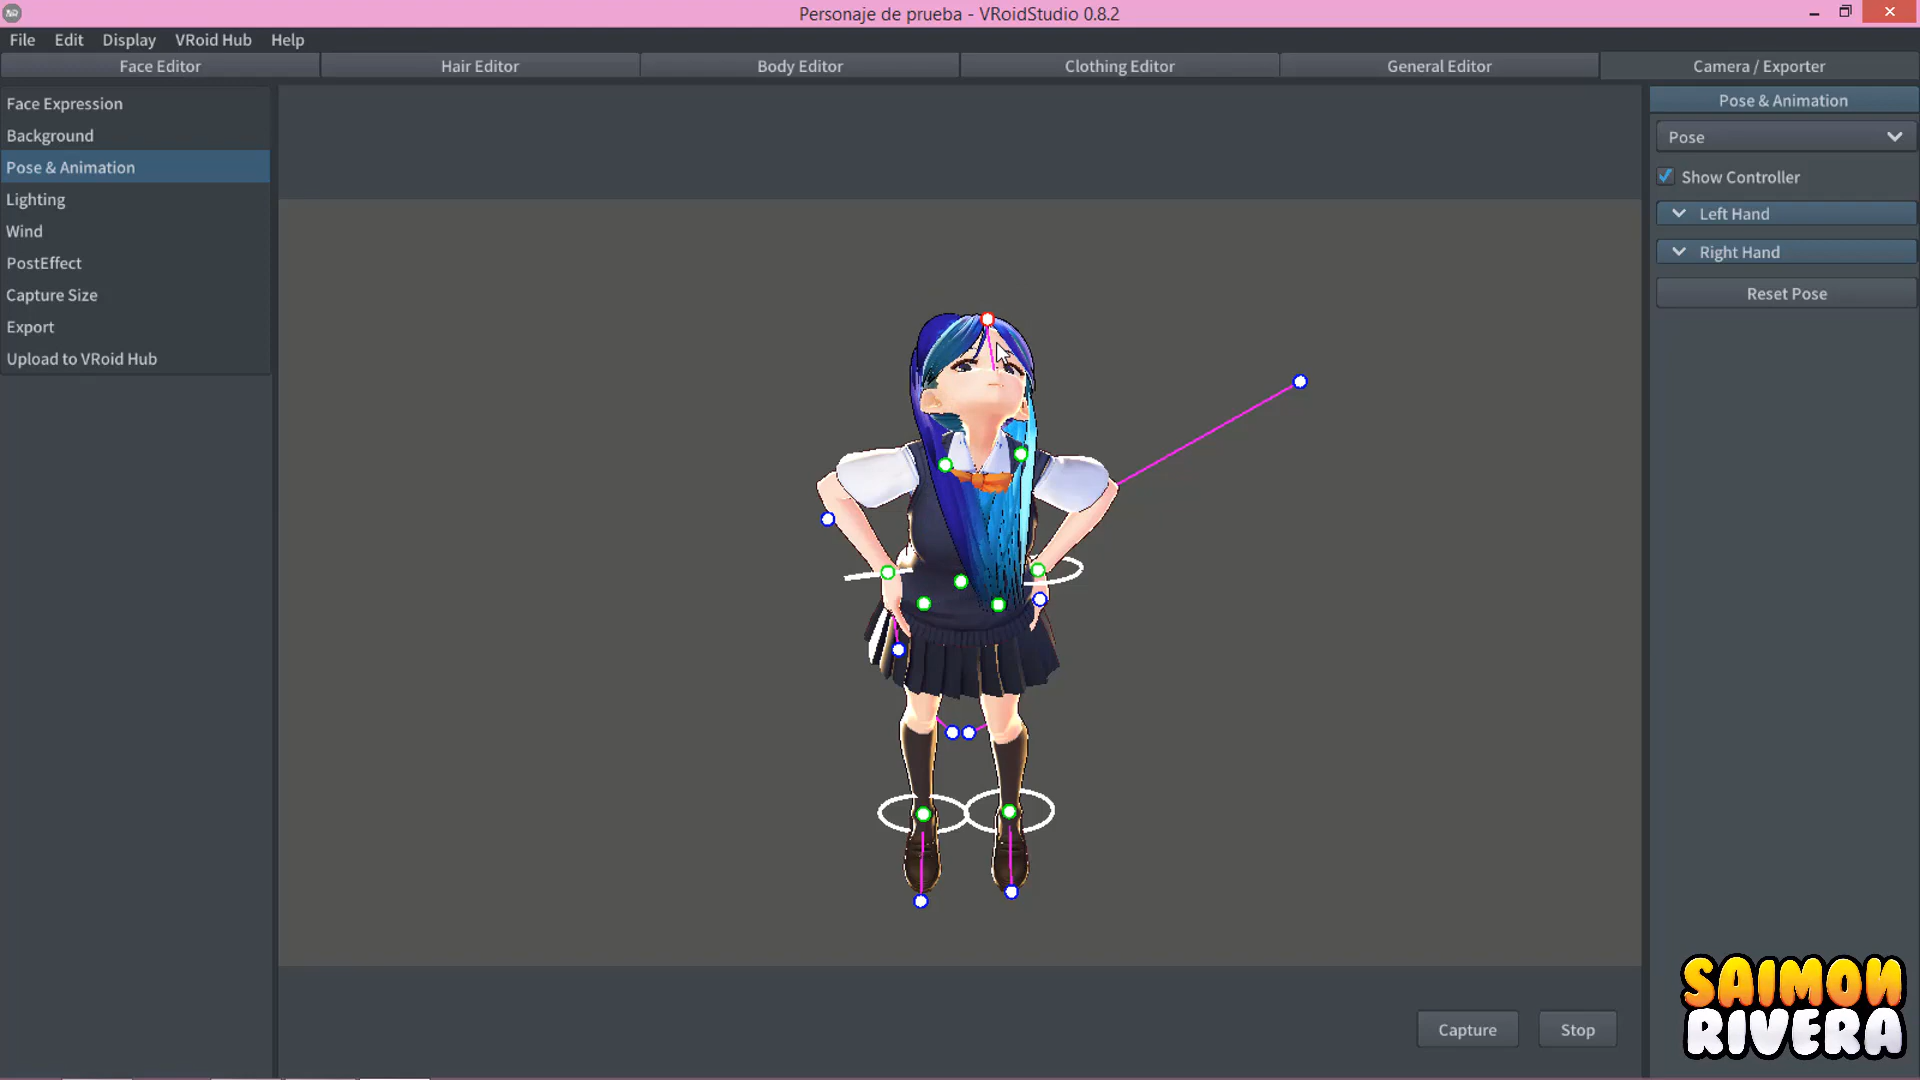 Personaje de prueba - VRoidStudio 0.8.2
File Edit Display VRoid Hub Help
Face Editor Hair Editor Body Editor Clothing Editor General Editor Camera / Exporter
Face Expression
Background
Pose & Animation
Lighting
Wind
PostEffect
Capture Size
Export
Upload to VRoid Hub
Pose & Animation
Pose
Show Controller
Left Hand
Right Hand
Reset Pose
Capture Stop
SAIMON
RIVERA